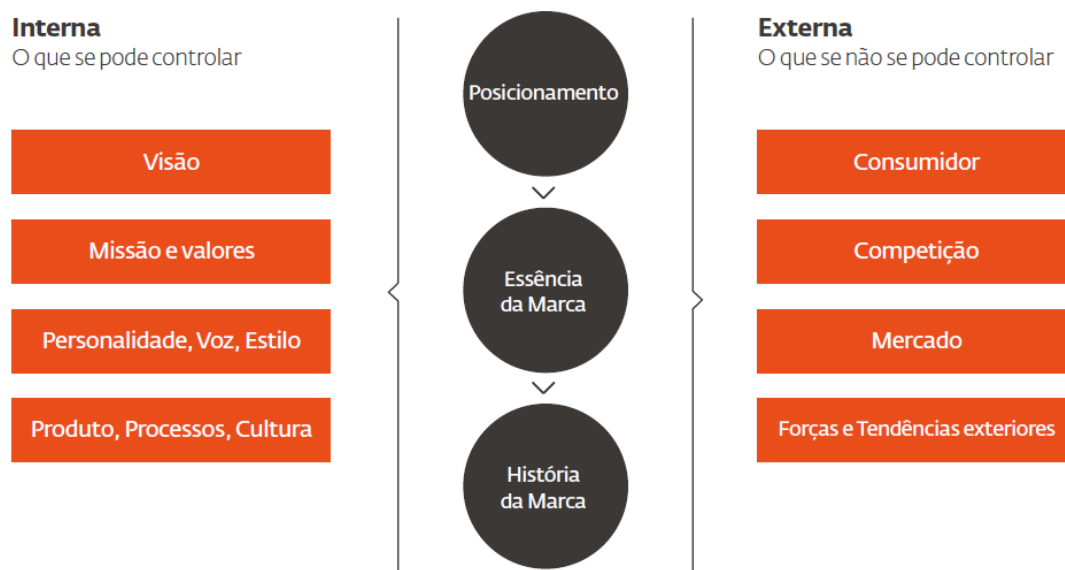 Interna
O que se pode controlar
Visão
Missão e valores
Personalidade, Voz, Estilo
Produto, Processos, Cultura
Posicionamento
Essência
da Marca
História
da Marca
Externa
O que se não se pode controlar
Consumidor
Competição
Mercado
Forças e Tendências exteriores